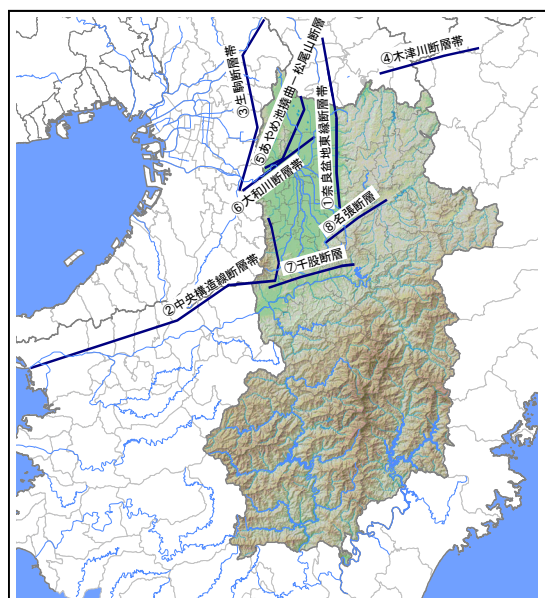 ①奈良盆地東縁断層帯
②中央構造線断層帯
③生駒断層帯
④木津川断層帯
⑤あやめ池撓曲－松尾山断層
⑥大和川断層帯
⑦千股断層
⑧名張断層